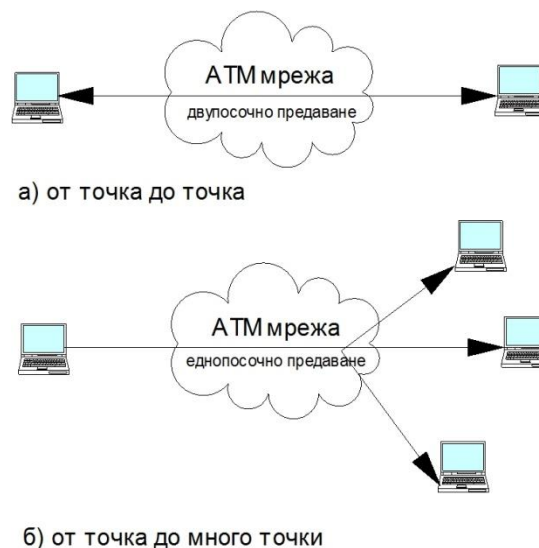 АТМ мрежа
двупосочно предаване
а) от точка до точка
АТМ мрежа
еднопосочно предаване
б) от точка до много точки